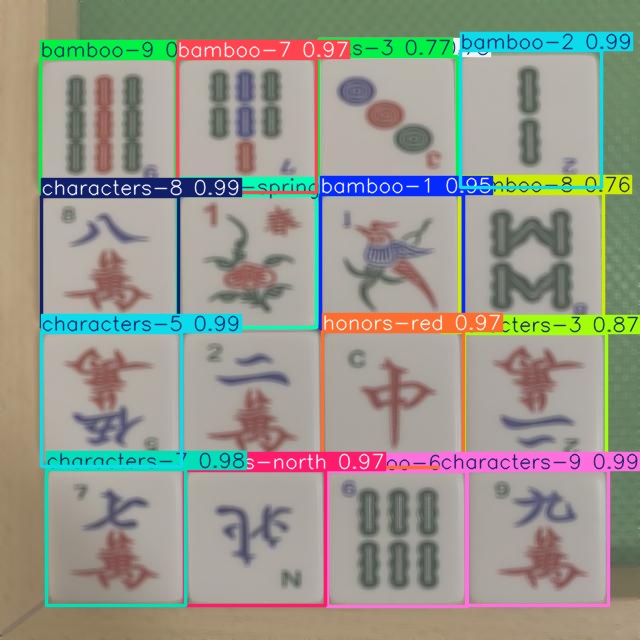 bamboo-9 0 bamboo-7 0.97 s-3 0.77 bamboo-2 0.99
9 7 3 2
characters-8 0.99 -spring bamboo-1 0.95 boo-8 0.76
8 1 春 1 8
八
萬
characters-5 0.99 honors-red 0.97 cters-3 0.87
萬 2 二 C 中 萬
伍 萬
5
characters-7 0.98 s-north 0.97 oo-6 characters-9 0.99
7 七 北 6 9 九
萬 N 萬